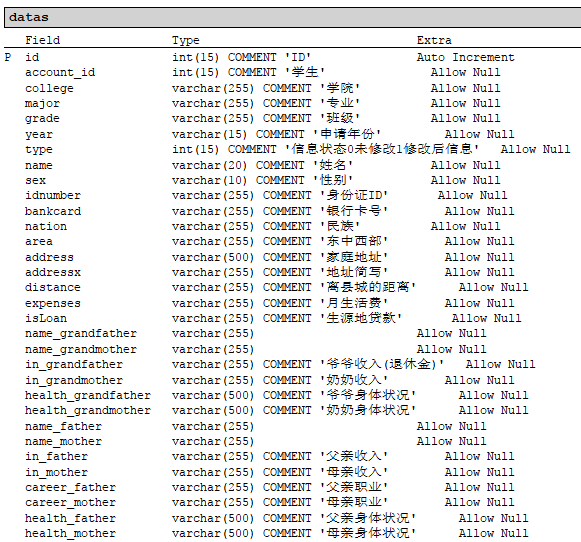 datas
Field Type Extra
P id int(15) COMMENT 'ID' Auto Increment
account_id int(15) COMMENT '学生' Allow Null
college varchar(255) COMMENT '学院' Allow Null
major varchar(255) COMMENT '专业' Allow Null
grade varchar(255) COMMENT '班级' Allow Null
year varchar(15) COMMENT '申请年份' Allow Null
type int(15) COMMENT '信息状态0未修改1修改后信息' Allow Null
name varchar(20) COMMENT '姓名' Allow Null
sex varchar(10) COMMENT '性别' Allow Null
idnumber varchar(255) COMMENT '身份证ID' Allow Null
bankcard varchar(255) COMMENT '银行卡号' Allow Null
nation varchar(255) COMMENT '民族' Allow Null
area varchar(255) COMMENT '东中西部' Allow Null
address varchar(500) COMMENT '家庭地址' Allow Null
addressx varchar(255) COMMENT '地址简写' Allow Null
distance varchar(255) COMMENT '离县城的距离' Allow Null
expenses varchar(255) COMMENT '月生活费' Allow Null
isLoan varchar(255) COMMENT '生源地贷款' Allow Null
name_grandfather varchar(255) Allow Null
name_grandmother varchar(255) Allow Null
in_grandfather varchar(255) COMMENT '爷爷收入(退休金)' Allow Null
in_grandmother varchar(255) COMMENT '奶奶收入' Allow Null
health_grandfather varchar(500) COMMENT '爷爷身体状况' Allow Null
health_grandmother varchar(255) COMMENT '奶奶身体状况' Allow Null
name_father varchar(255) Allow Null
name_mother varchar(255) Allow Null
in_father varchar(255) COMMENT '父亲收入' Allow Null
in_mother varchar(255) COMMENT '母亲收入' Allow Null
career_father varchar(255) COMMENT '父亲职业' Allow Null
career_mother varchar(255) COMMENT '母亲职业' Allow Null
health_father varchar(500) COMMENT '父亲身体状况' Allow Null
health_mother varchar(255) COMMENT '母亲身体状况' Allow Null